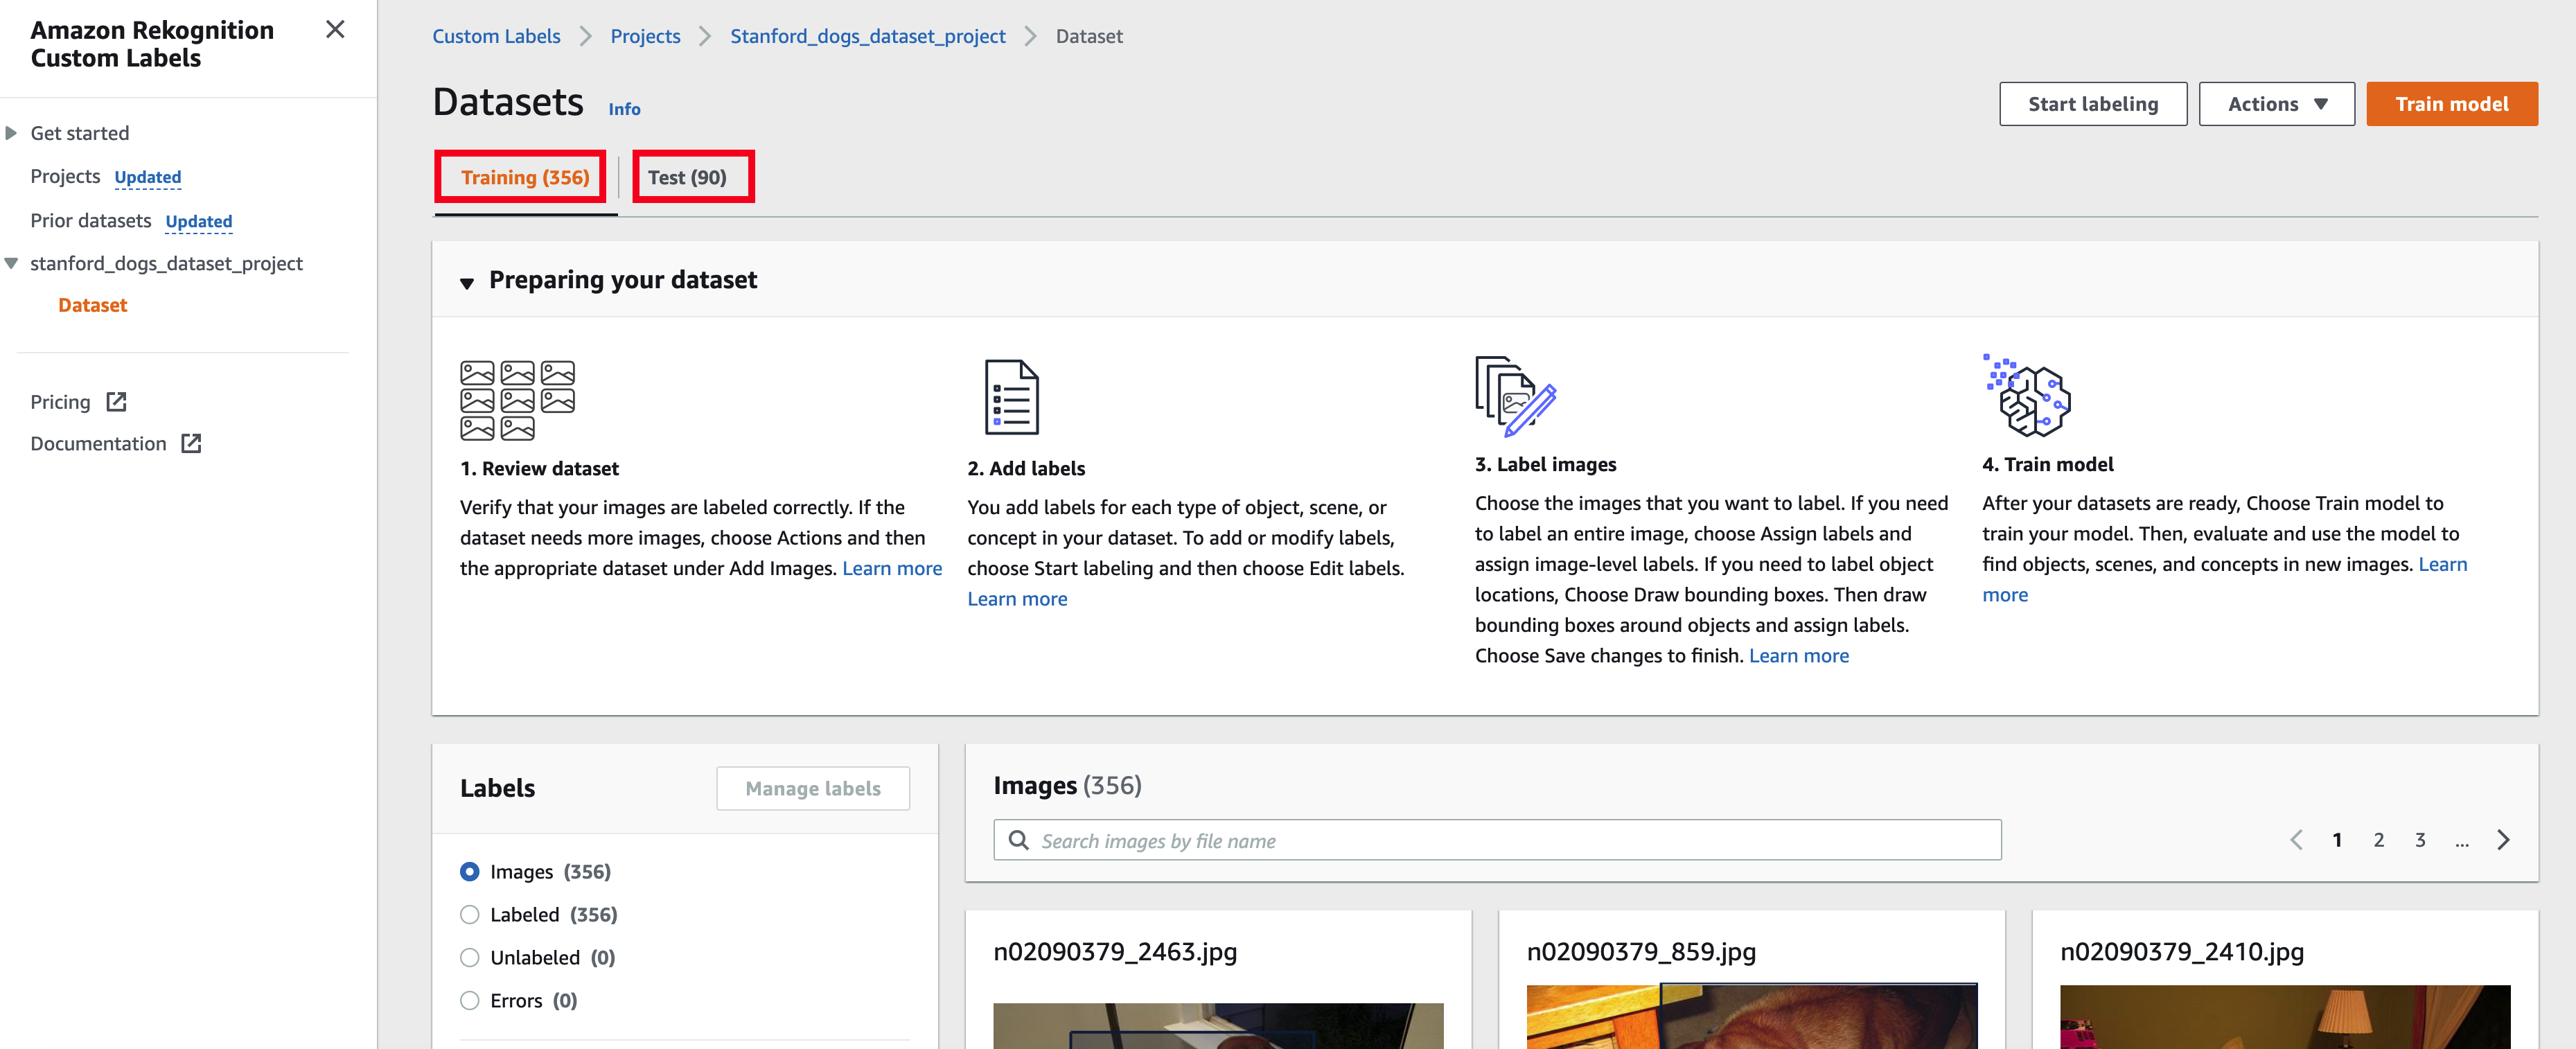 Amazon Rekognition
Custom Labels
Get started
Projects Updated
Prior datasets Updated
stanford_dogs_dataset_project
Dataset
Pricing
Documentation
Custom Labels Projects Stanford_dogs_dataset_project Dataset
Datasets Info
Start labeling Actions Train model
Training (356) Test (90)
Preparing your dataset
1. Review dataset
Verify that your images are labeled correctly. If the
dataset needs more images, choose Actions and then
the appropriate dataset under Add Images. Learn more
2. Add labels
You add labels for each type of object, scene, or
concept in your dataset. To add or modify labels,
choose Start labeling and then choose Edit labels.
Learn more
3. Label images
Choose the images that you want to label. If you need
to label an entire image, choose Assign labels and
assign image-level labels. If you need to label object
locations, Choose Draw bounding boxes. Then draw
bounding boxes around objects and assign labels.
Choose Save changes to finish. Learn more
4. Train model
After your datasets are ready, Choose Train model to
train your model. Then, evaluate and use the model to
find objects, scenes, and concepts in new images. Learn
more
Labels
Manage labels
Images (356)
Labeled (356)
Unlabeled (0)
Errors (0)
Images (356)
Search images by file name
1 2 3 ...
n02090379_2463.jpg
n02090379_859.jpg
n02090379_2410.jpg